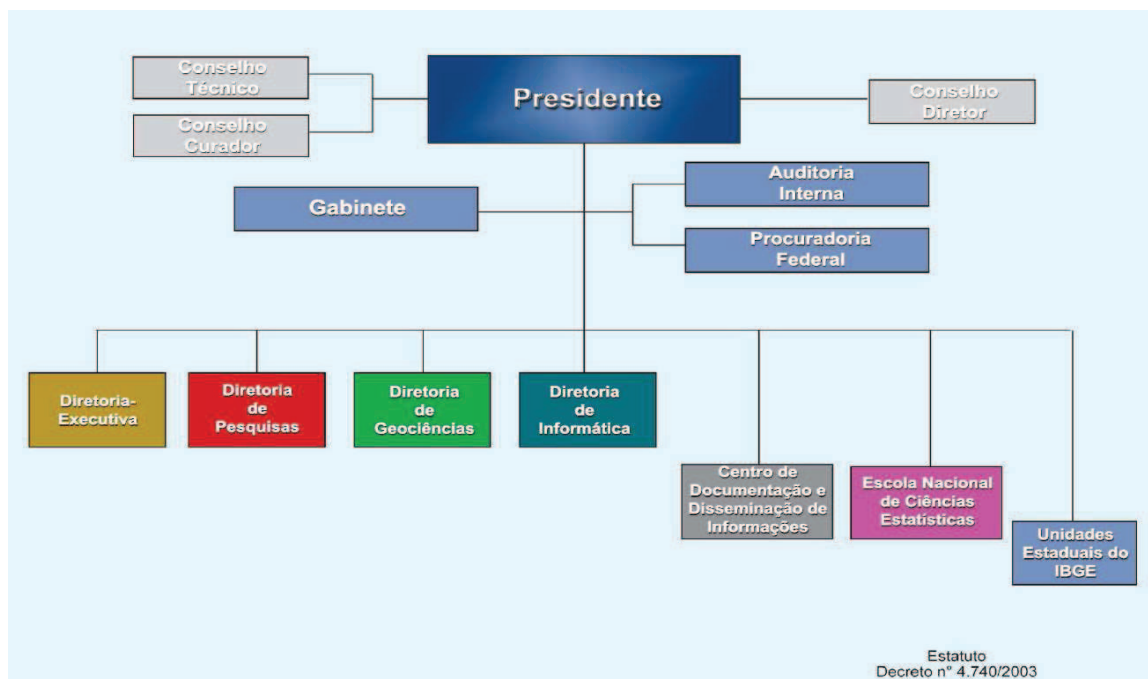 Conselho
Técnico
Presidente
Conselho
Diretor
Conselho
Curador
Auditoria
Interna
Gabinete
Procuradoria
Federal
Diretoria-
Executiva
Diretoria
de
Pesquisas
Diretoria
de
Geociências
Diretoria
de
Informática
Centro de
Documentação e
Disseminação de
Informações
Escola Nacional
de Ciências
Estatísticas
Unidades
Estaduais do
IBGE
Estatuto
Decreto n° 4.740/2003